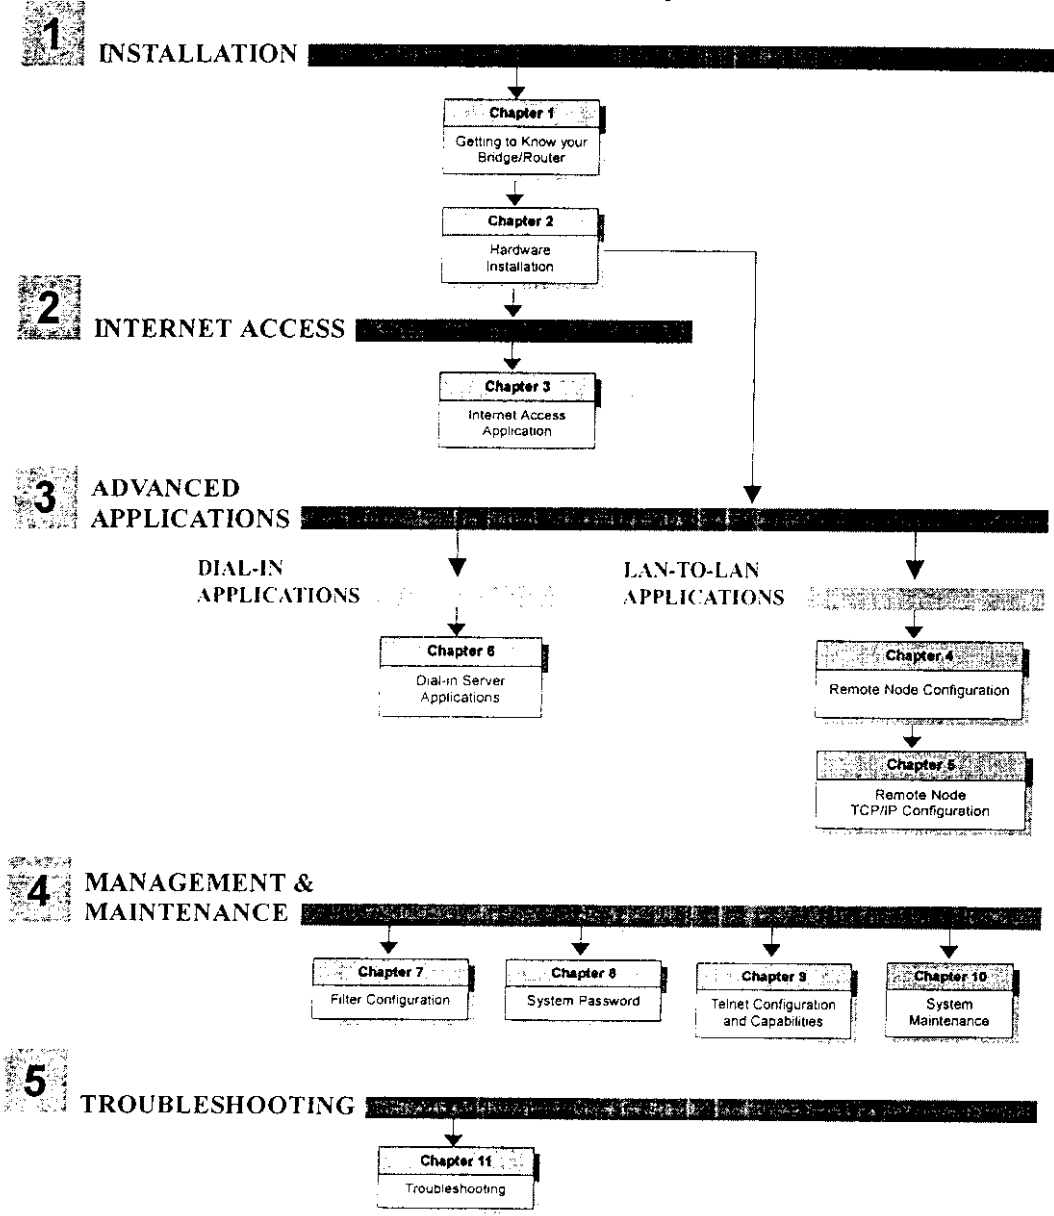 1
INSTALLATION
Chapter 1
Getting to Know your
Bridge/Router
Chapter 2
Hardware
Installation
2
INTERNET ACCESS
Chapter 3
Internet Access
Application
3
ADVANCED
APPLICATIONS
DIAL-IN
APPLICATIONS
LAN-TO-LAN
APPLICATIONS
Chapter 6
Dial-in Server
Applications
Chapter 4
Remote Node Configuration
Chapter 5
Remote Node
TCP/IP Configuration
4
MANAGEMENT &
MAINTENANCE
Chapter 7
Filter Configuration
Chapter 8
System Password
Chapter 9
Telnet Configuration
and Capabilities
Chapter 10
System
Maintenance
5
TROUBLESHOOTING
Chapter 11
Troubleshooting